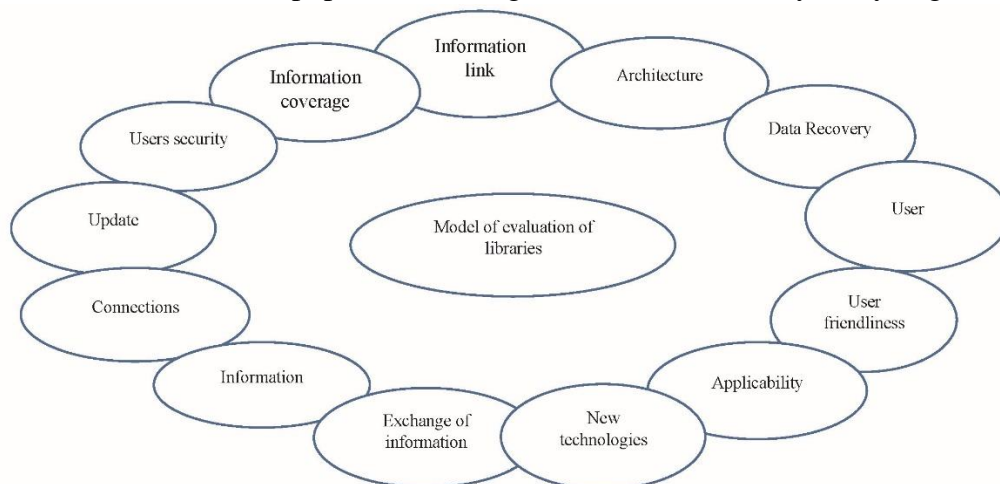 Information
link
Information
coverage
Architecture
Users security
Data Recovery
Update
User
Model of evaluation of
libraries
Connections
User
friendliness
Information
Applicability
Exchange of
information
New
technologies